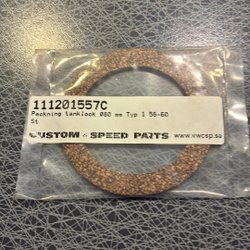 111201557C
Packning tanklock Ø80 mm Typ 1 56-60
St
CUSTOM & SPEED PARTS www.vwcsp.se